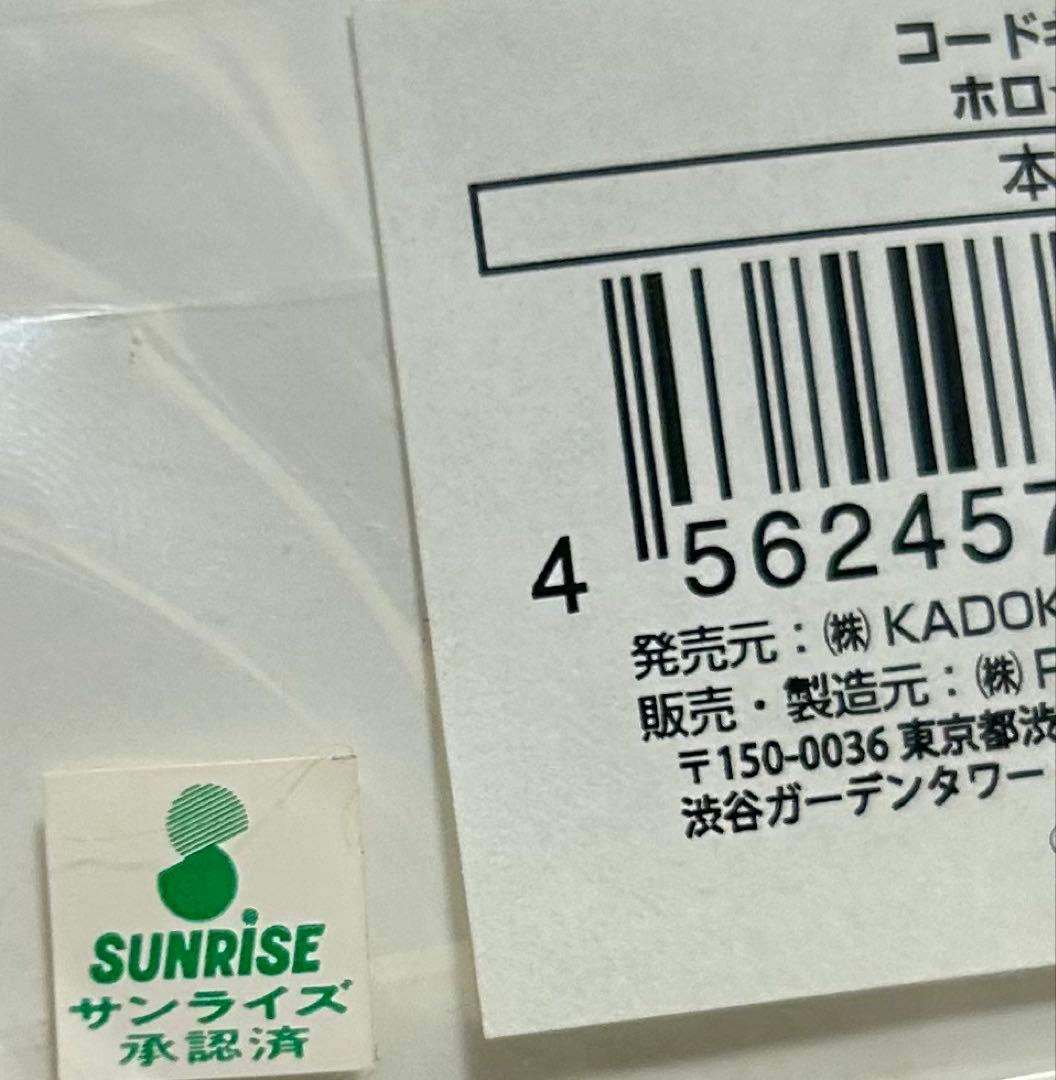 コード
ホロ
本
4 562457
発売元：㈱ KADOK
販売・製造元：㈱
〒150-0036 東京都渋
渋谷ガーデンタワー
SUNRISE
サンライズ
承認済